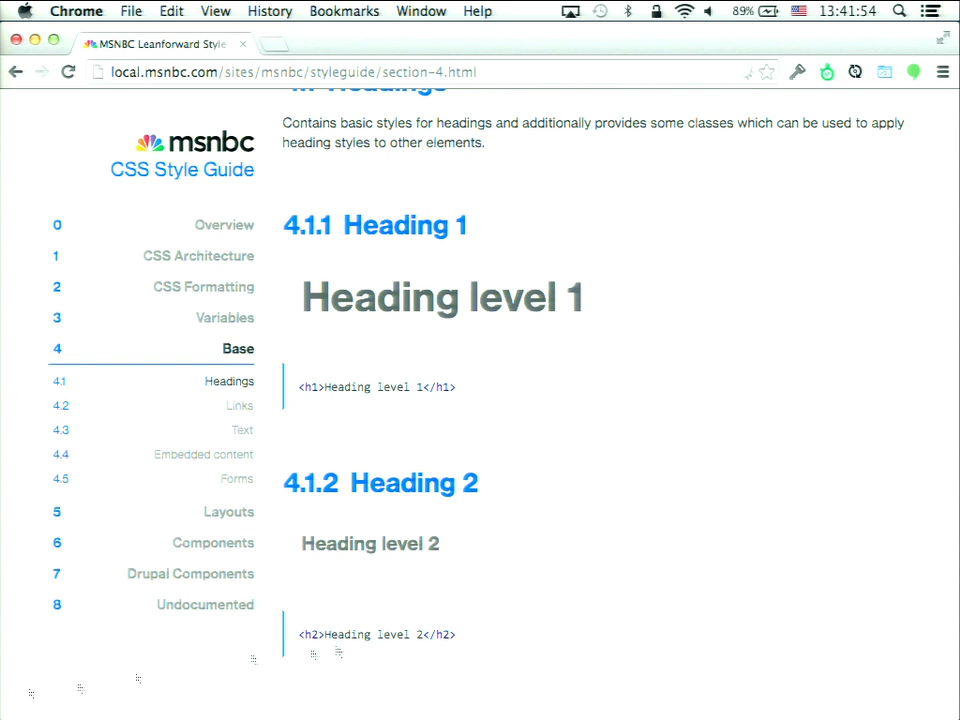 Chrome File Edit View History Bookmarks Window Help 89% 13:41:54
MSNBC Leanforward Style
local.msnbc.com/sites/msnbc/styleguide/section-4.html
Headings
Contains basic styles for headings and additionally provides some classes which can be used to apply
heading styles to other elements.
msnbc
CSS Style Guide
0 Overview
1 CSS Architecture
2 CSS Formatting
3 Variables
4 Base
4.1 Headings
4.2 Links
4.3 Text
4.4 Embedded content
4.5 Forms
5 Layouts
6 Components
7 Drupal Components
8 Undocumented
4.1.1 Heading 1
Heading level 1
<h1>Heading level 1</h1>
4.1.2 Heading 2
Heading level 2
<h2>Heading level 2</h2>